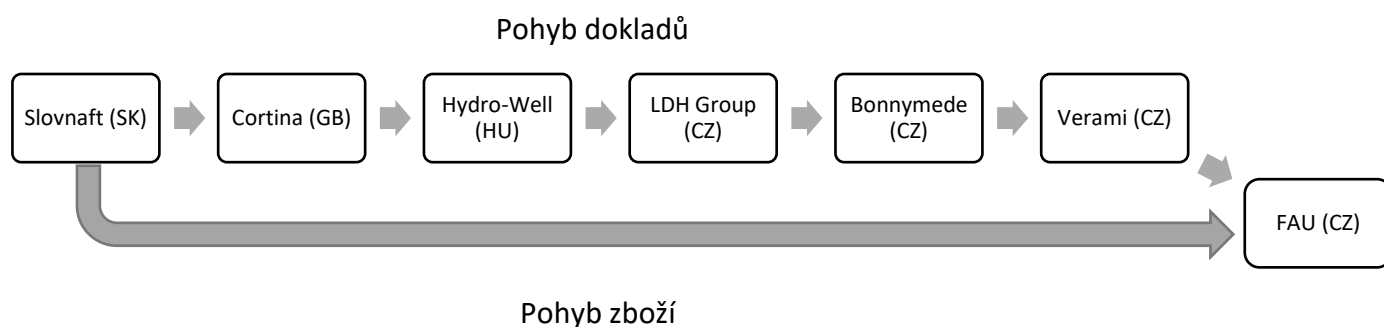 Pohyb dokladů
Slovnaft (SK)
Cortina (GB)
Hydro-Well
(HU)
LDH Group
(CZ)
Bonnymede
(CZ)
Verami (CZ)
FAU (CZ)
Pohyb zboží